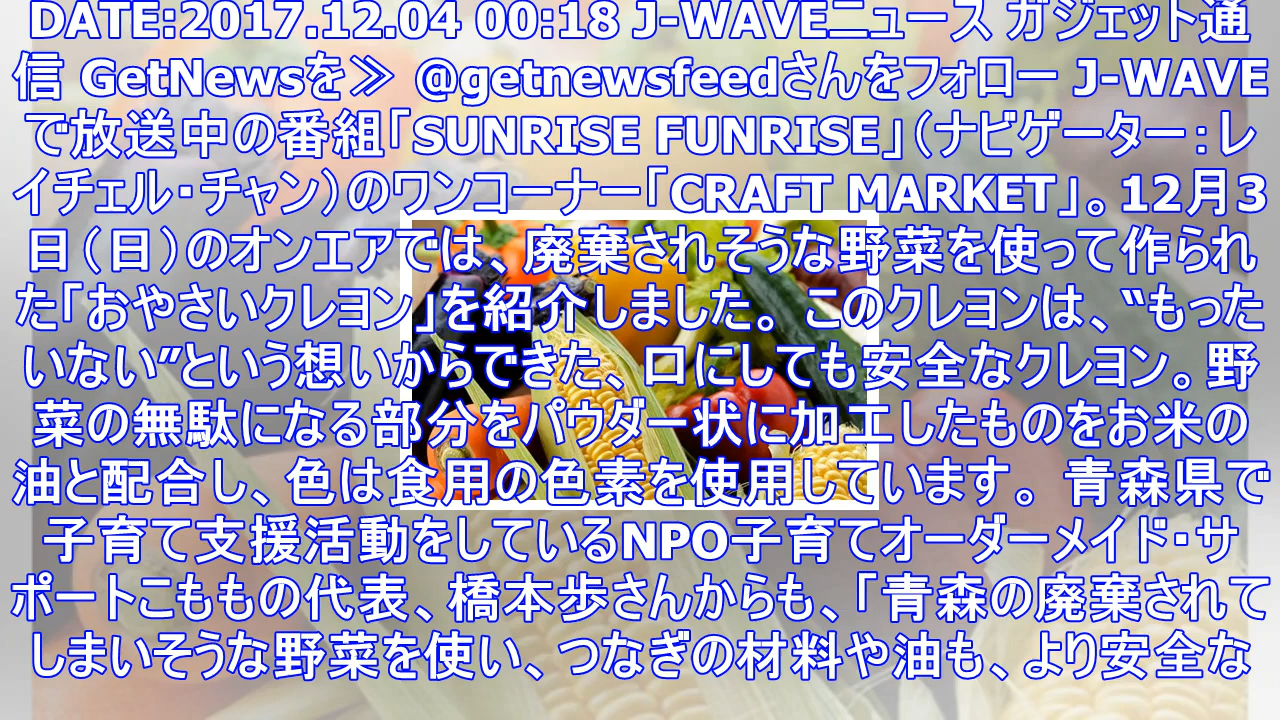 DATE:2017.12.04 00:18 J-WAVEニュース ガジェット通
信 GetNewsを≫ @getnewsfeedさんをフォロー J-WAVE
で放送中の番組「SUNRISE FUNRISE」（ナビゲーター：レ
イチェル・チャン）のワンコーナー「CRAFT MARKET」。12月3
日（日）のオンエアでは、廃棄されそうな野菜を使って作られ
た「おやさいクレヨン」を紹介しました。このクレヨンは、“もった
いない”という想いからできた、口にしても安全なクレヨン。野
菜の無駄になる部分をパウダー状に加工したものをお米の
油と配合し、色は食用の色素を使用しています。青森県で
子育て支援活動をしているNPO子育てオーダーメイド・サ
ポートこももの代表、橋本歩さんからも、「青森の廃棄されて
しまいそうな野菜を使い、つなぎの材料や油も、より安全な